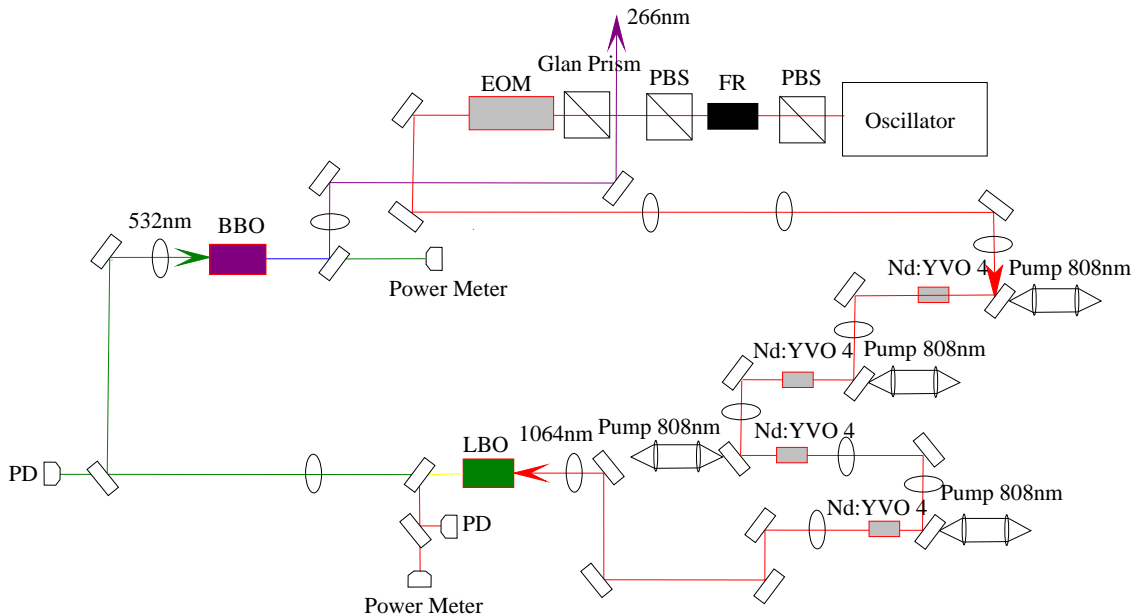 266nm
Glan Prism
EOM
PBS
FR
PBS
Oscillator
532nm
BBO
Power Meter
Nd:YVO 4
Pump 808nm
Nd:YVO 4
Pump 808nm
Pump 808nm
Nd:YVO 4
LBO
1064nm
PD
Nd:YVO 4
Pump 808nm
PD
Power Meter